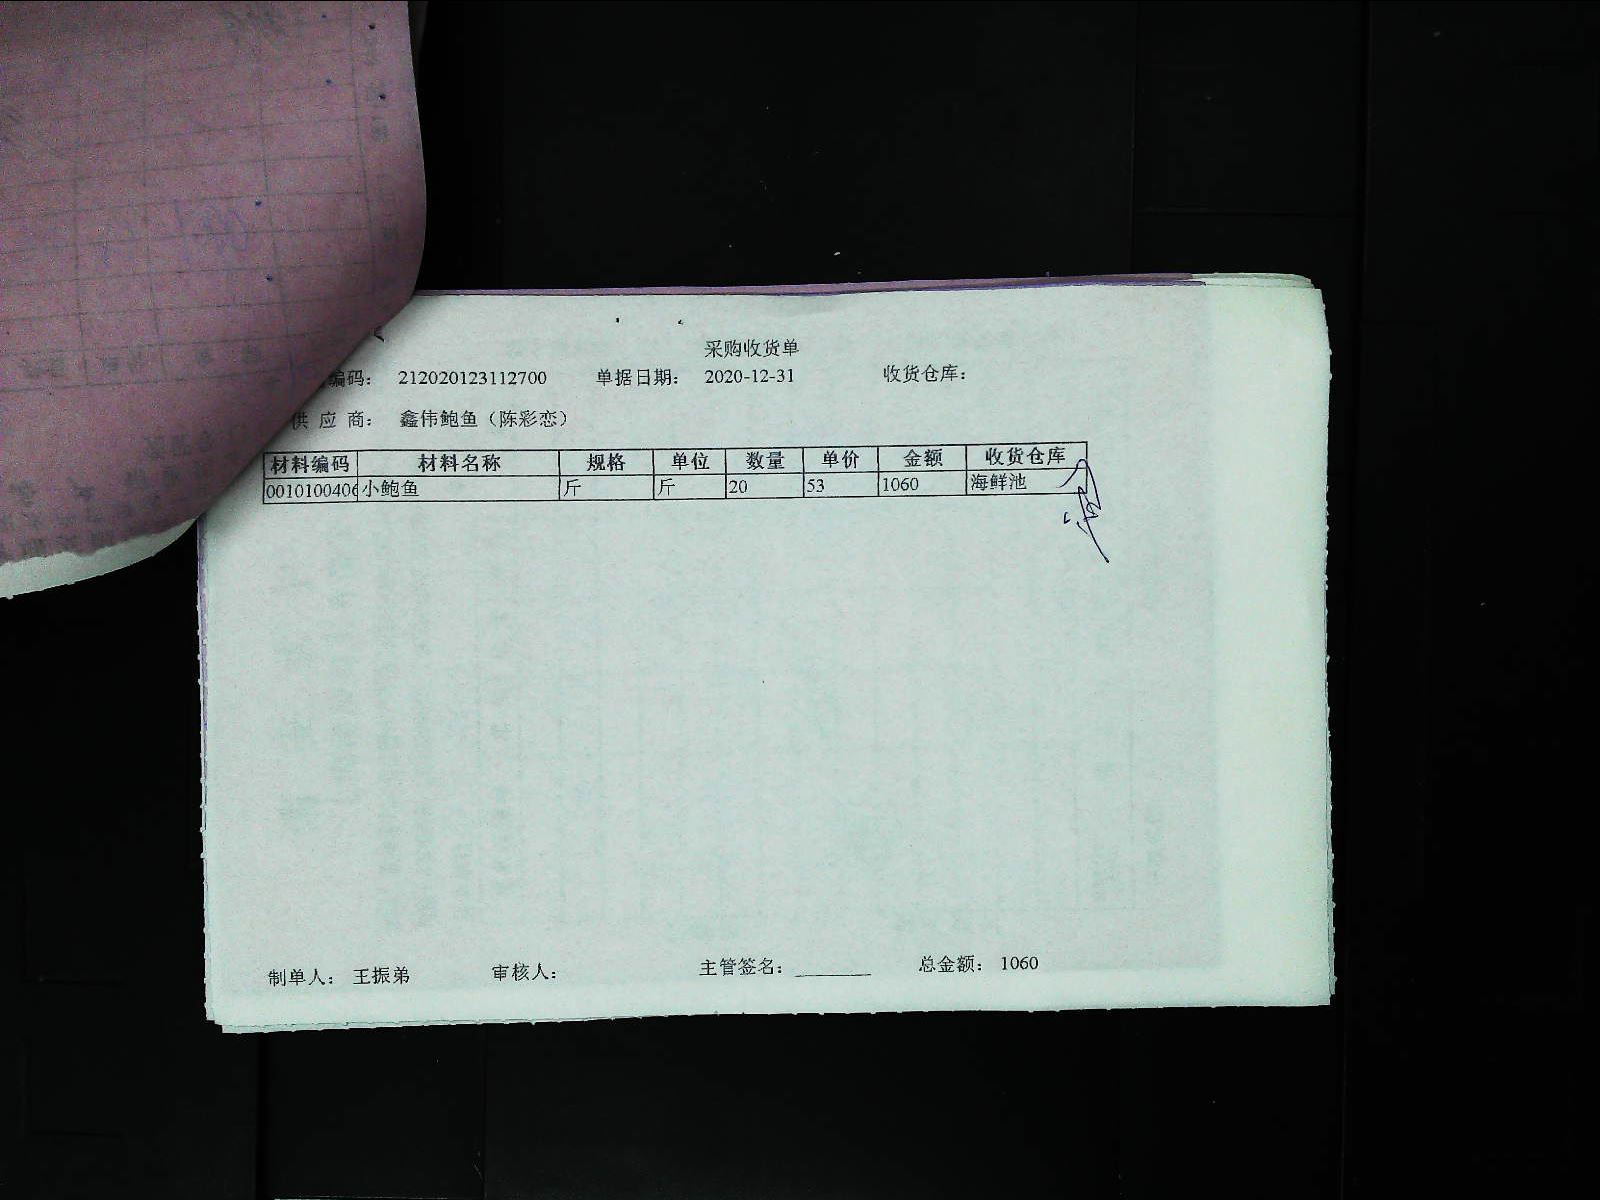 采购收货单
编码： 212020123112700 单据日期： 2020-12-31 收货仓库：
供 应 商： 鑫伟鲍鱼（陈彩恋）
材料编码 材料名称 规格 单位 数量 单价 金额 收货仓库
0010100406 小鲍鱼 斤 斤 20 53 1060 海鲜池
制单人： 王振弟 审核人： 主管签名： ________ 总金额： 1060